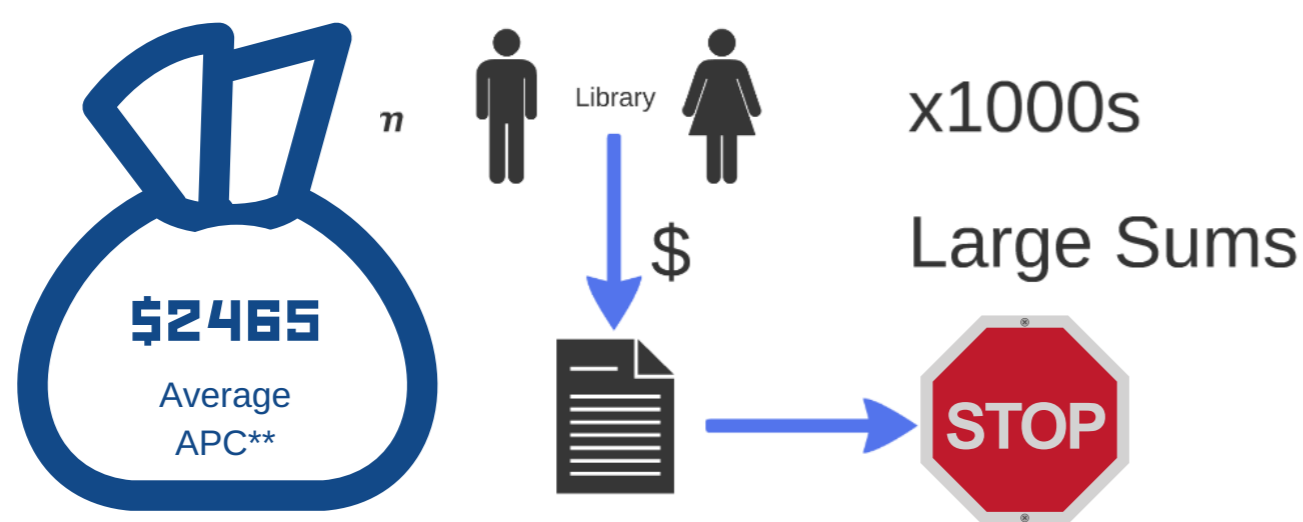 $2465
Average
APC**
m
Library
$
x1000s
Large Sums
STOP